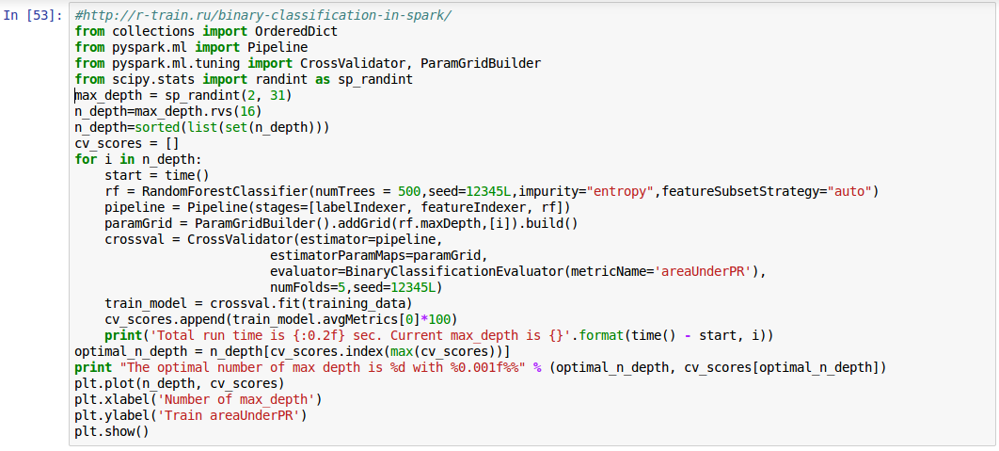 In [53]: #http://r-train.ru/binary-classification-in-spark/
from collections import OrderedDict
from pyspark.ml import Pipeline
from pyspark.ml.tuning import CrossValidator, ParamGridBuilder
from scipy.stats import randint as sp_randint
max_depth = sp_randint(2, 31)
n_depth=max_depth.rvs(16)
n_depth=sorted(list(set(n_depth)))
cv_scores = []
for i in n_depth:
    start = time()
    rf = RandomForestClassifier(numTrees = 500,seed=12345L,impurity="entropy",featureSubsetStrategy="auto")
    pipeline = Pipeline(stages=[labelIndexer, featureIndexer, rf])
    paramGrid = ParamGridBuilder().addGrid(rf.maxDepth,[i]).build()
    crossval = CrossValidator(estimator=pipeline,
                          estimatorParamMaps=paramGrid,
                          evaluator=BinaryClassificationEvaluator(metricName='areaUnderPR'),
                          numFolds=5,seed=12345L)
    train_model = crossval.fit(training_data)
    cv_scores.append(train_model.avgMetrics[0]*100)
    print('Total run time is {:0.2f} sec. Current max_depth is {}'.format(time() - start, i))
optimal_n_depth = n_depth[cv_scores.index(max(cv_scores))]
print "The optimal number of max depth is %d with %0.001f%%" % (optimal_n_depth, cv_scores[optimal_n_depth])
plt.plot(n_depth, cv_scores)
plt.xlabel('Number of max_depth')
plt.ylabel('Train areaUnderPR')
plt.show()